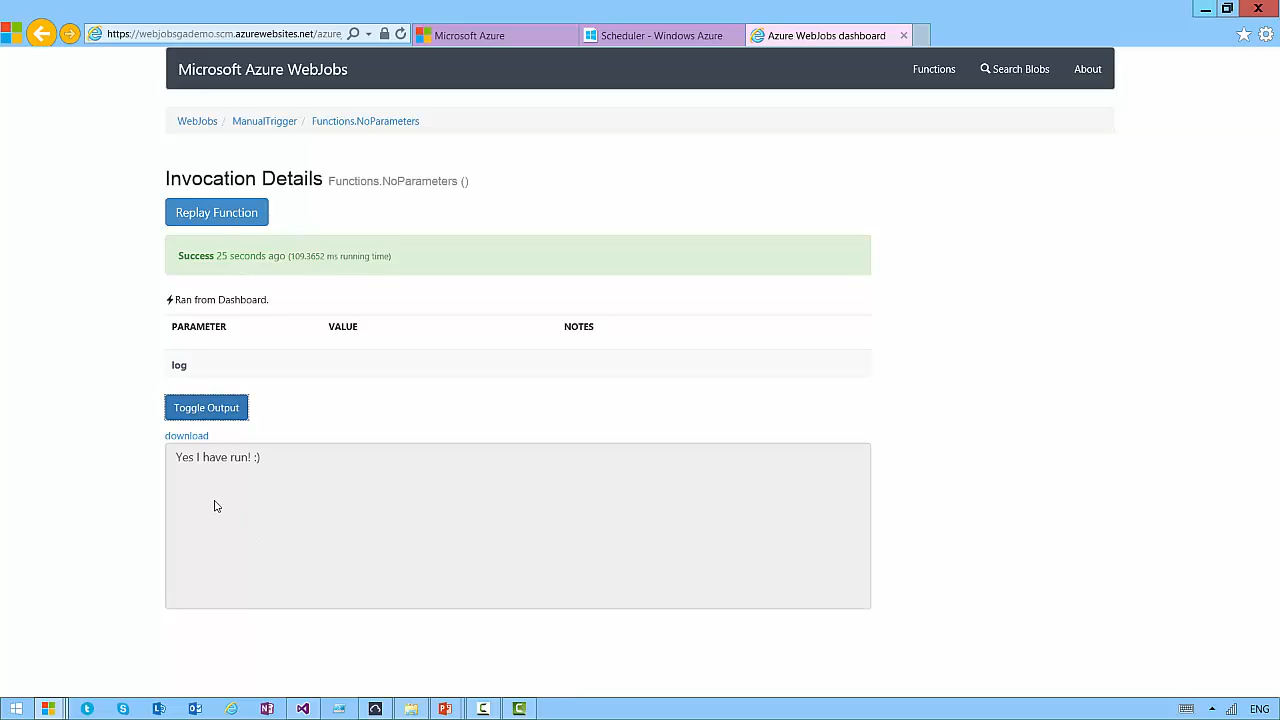 https://webjobsgademo.scm.azurewebsites.net/azure
Microsoft Azure
Scheduler - Windows Azure
Azure WebJobs dashboard
Microsoft Azure WebJobs
Functions
Search Blobs
About
WebJobs / ManualTrigger / Functions.NoParameters
Invocation Details Functions.NoParameters ()
Replay Function
Success 25 seconds ago (109.3652 ms running time)
Ran from Dashboard.
PARAMETER VALUE NOTES
log
Toggle Output
download
Yes I have run! :)
ENG